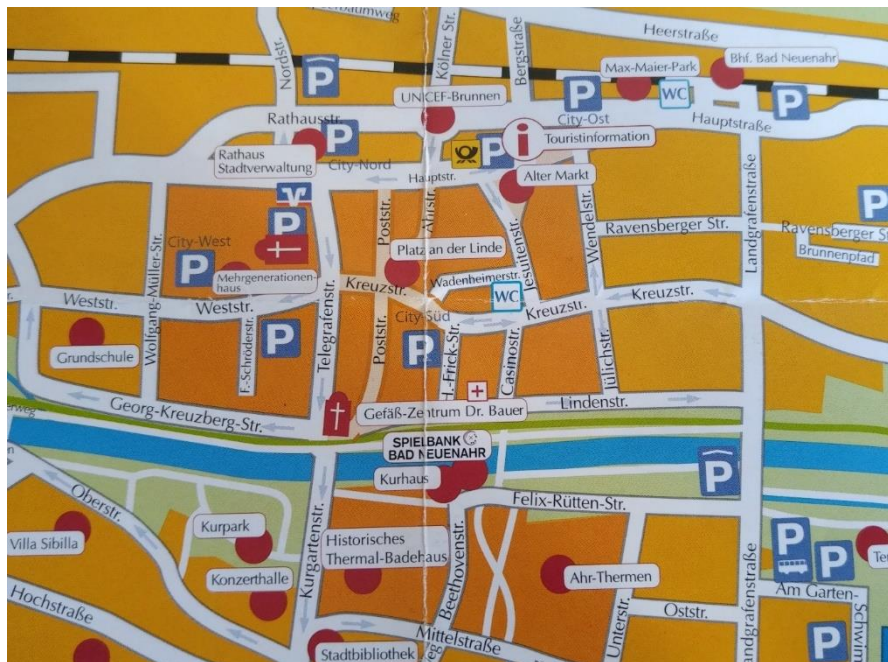 Heerstraße
Nordstr.
Kölner Str.
Bergstraße
Max-Maier-Park
Bhf. Bad Neuenahr
P
WC
P
P
UNICEF-Brunnen
City-Ost
Hauptstraße
Rathausstr.
P
Rathaus
Stadtverwaltung
City-Nord
P
i
Touristinformation
Hauptstr.
Alter Markt
P
City-West
P
P
Mehrgenerationen-
haus
Wolfgang-Müller-Str.
Poststr.
Ahrstr.
Platz an der Linde
Wadenheimerstr.
Wendelstr.
Ravensberger Str.
Landgrafenstraße
Brunnenpfad
Weststr.
Weststr.
Telegrafenstr.
Kreuzstr.
WC
Kreuzstr.
Kreuzstr.
City-Süd
P
P
Grundschule
F.-Schröderstr.
Poststr.
H.-Frick-Str.
Casinostr.
Jülichstr.
Georg-Kreuzberg-Str.
Gefäß-Zentrum Dr. Bauer
Lindenstr.
SPIELBANK
BAD NEUENAHR
Kurhaus
P
Felix-Rütten-Str.
Oberstr.
Villa Sibilla
Kurpark
Konzerthalle
Kurgartenstr.
Historisches
Thermal-Badehaus
Beethovenstr.
Ahr-Thermen
P
P
Am Garten-
Hochstraße
Mittelstraße
Stadtbibliothek
Unterstr.
Oststr.
P